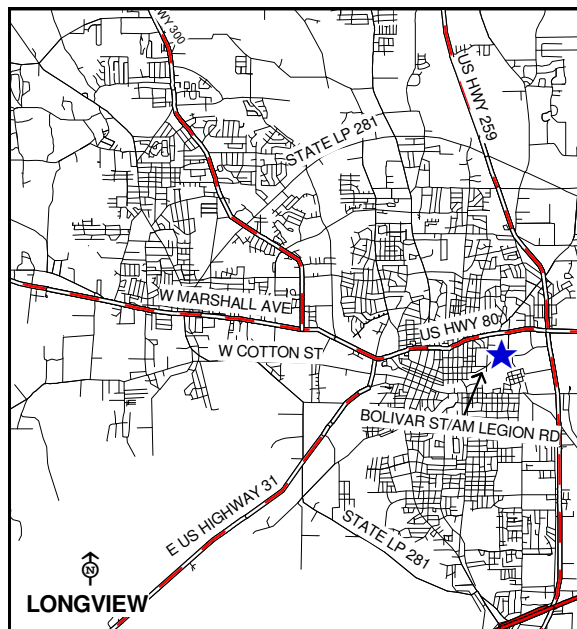 WY 300
US HWY 259
STATE LP 281
W MARSHALL AVE
US HWY 80
W COTTON ST
BOLIVAR ST/AM LEGION RD
E US HIGHWAY 31
STATE LP 281
N
LONGVIEW